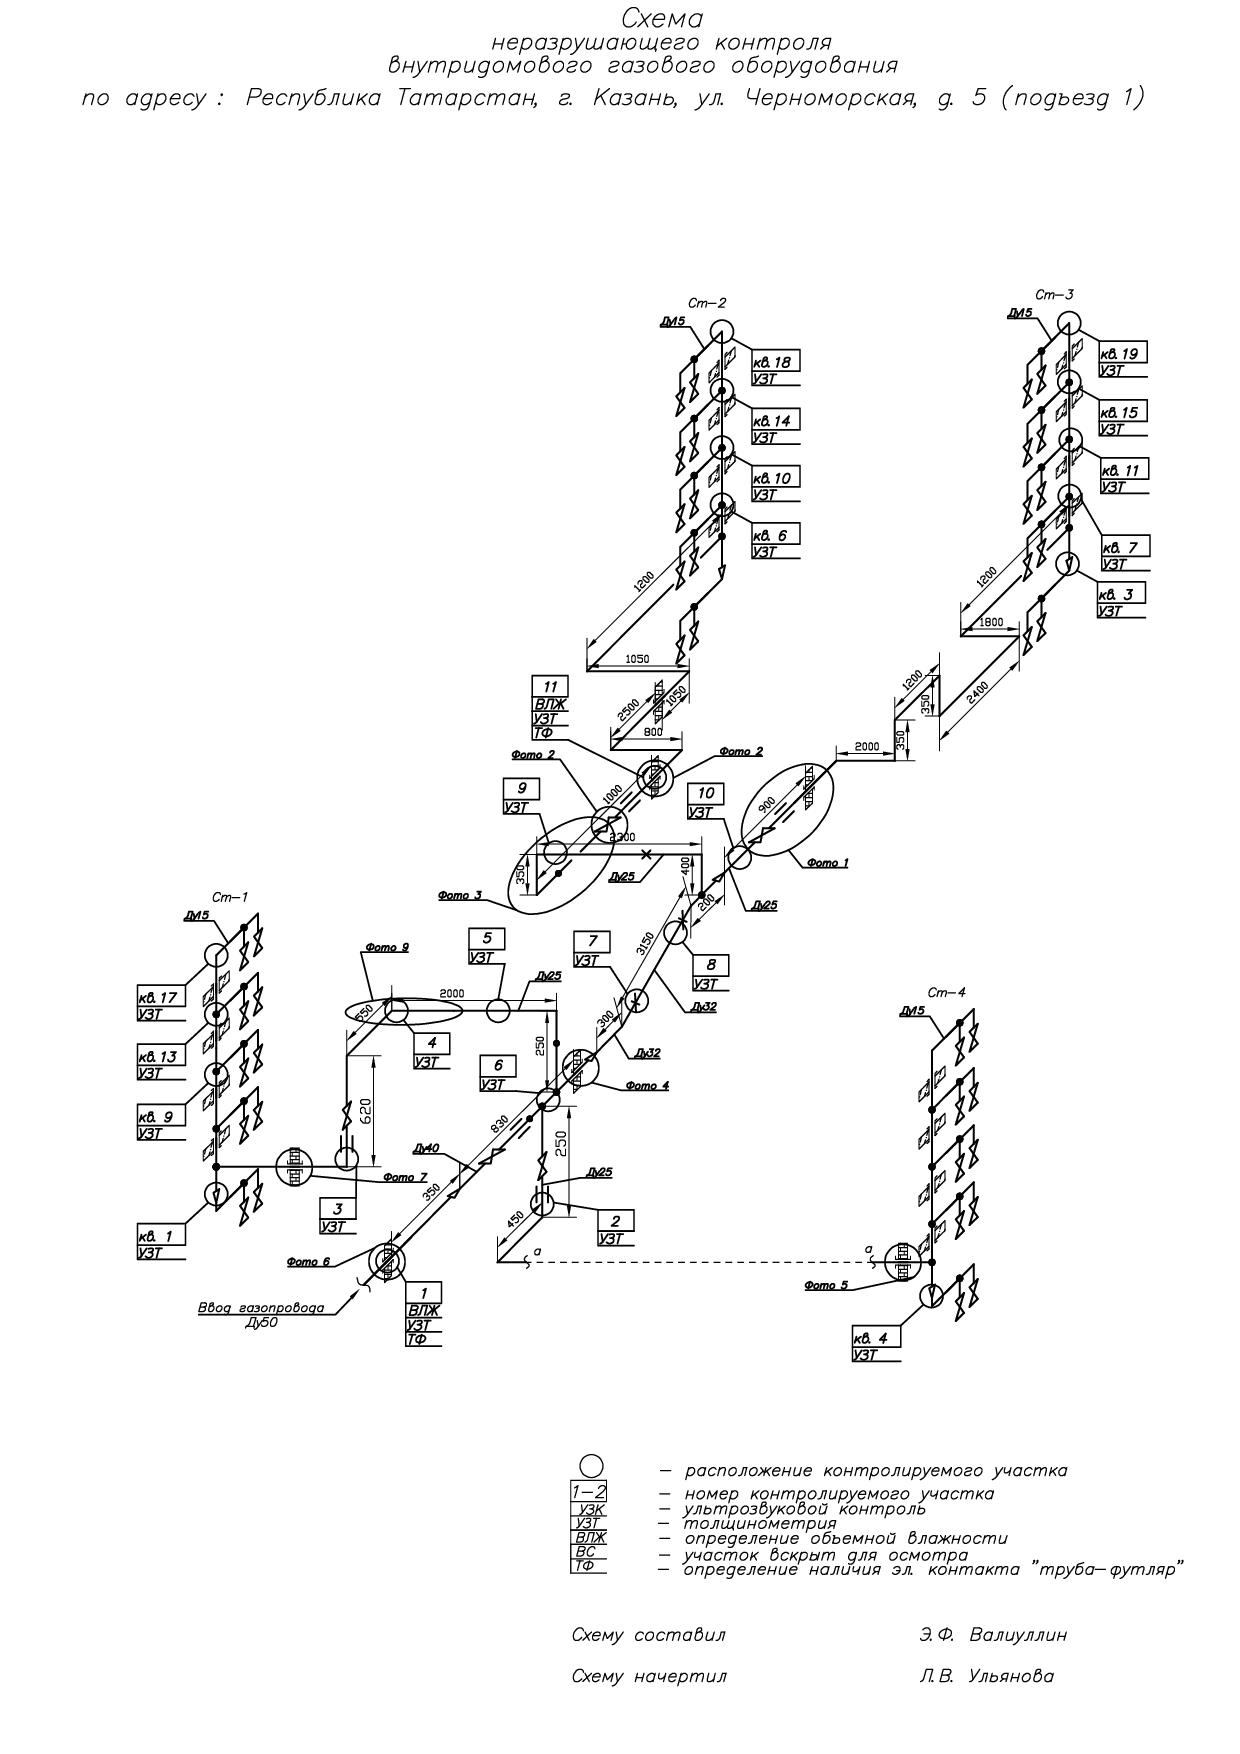 Схема
неразрушающего контроля
внутридомового газового оборудования
по адресу : Республика Татарстан, г. Казань, ул. Черноморская, д. 5 (подъезд 1)
Ст-2
Ду15
кв.18
УЗТ
кв.14
УЗТ
кв.10
УЗТ
кв. 6
УЗТ
1200
1050
1050
2500
800
Ст-3
Ду15
кв.19
УЗТ
кв.15
УЗТ
кв.11
УЗТ
кв. 7
УЗТ
кв. 3
УЗТ
1200
1800
2400
1200
350
350
2000
11
ВЛЖ
УЗТ
ТФ
Фото 2
Фото 2
9
УЗТ
1000
2300
350
Ду25
Фото 3
10
УЗТ
900
Фото 1
400
200
Ду25
Ст-1
Ду15
кв.17
УЗТ
кв.13
УЗТ
кв. 9
УЗТ
кв. 1
УЗТ
Фото 9
5
УЗТ
Ду25
2000
550
4
УЗТ
250
620
Фото 7
3
УЗТ
7
УЗТ
3150
8
УЗТ
Ду32
300
Ду32
6
УЗТ
Фото 4
830
Ду40
350
250
Ду25
2
УЗТ
450
а
Фото 6
1
ВЛЖ
УЗТ
ТФ
Ввод газопровода
Ду50
Ст-4
Ду15
а
Фото 5
кв. 4
УЗТ
– расположение контролируемого участка
1-2 – номер контролируемого участка
УЗК – ультрозвуковой контроль
УЗТ – толщинометрия
ВЛЖ – определение объемной влажности
ВС – участок вскрыт для осмотра
ТФ – определение наличия эл. контакта "труба-футляр"
Схему составил Э.Ф. Валиуллин
Схему начертил Л.В. Ульянова